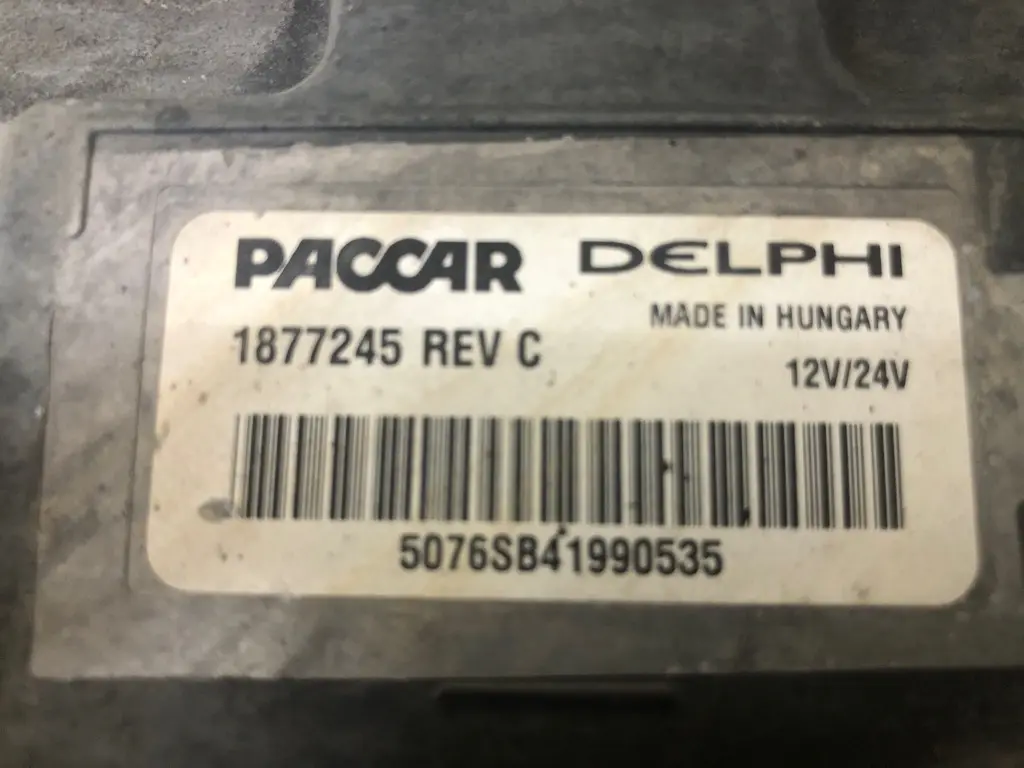 PACCAR DELPHI
MADE IN HUNGARY
1877245 REV C
12V/24V
5076SB41990535